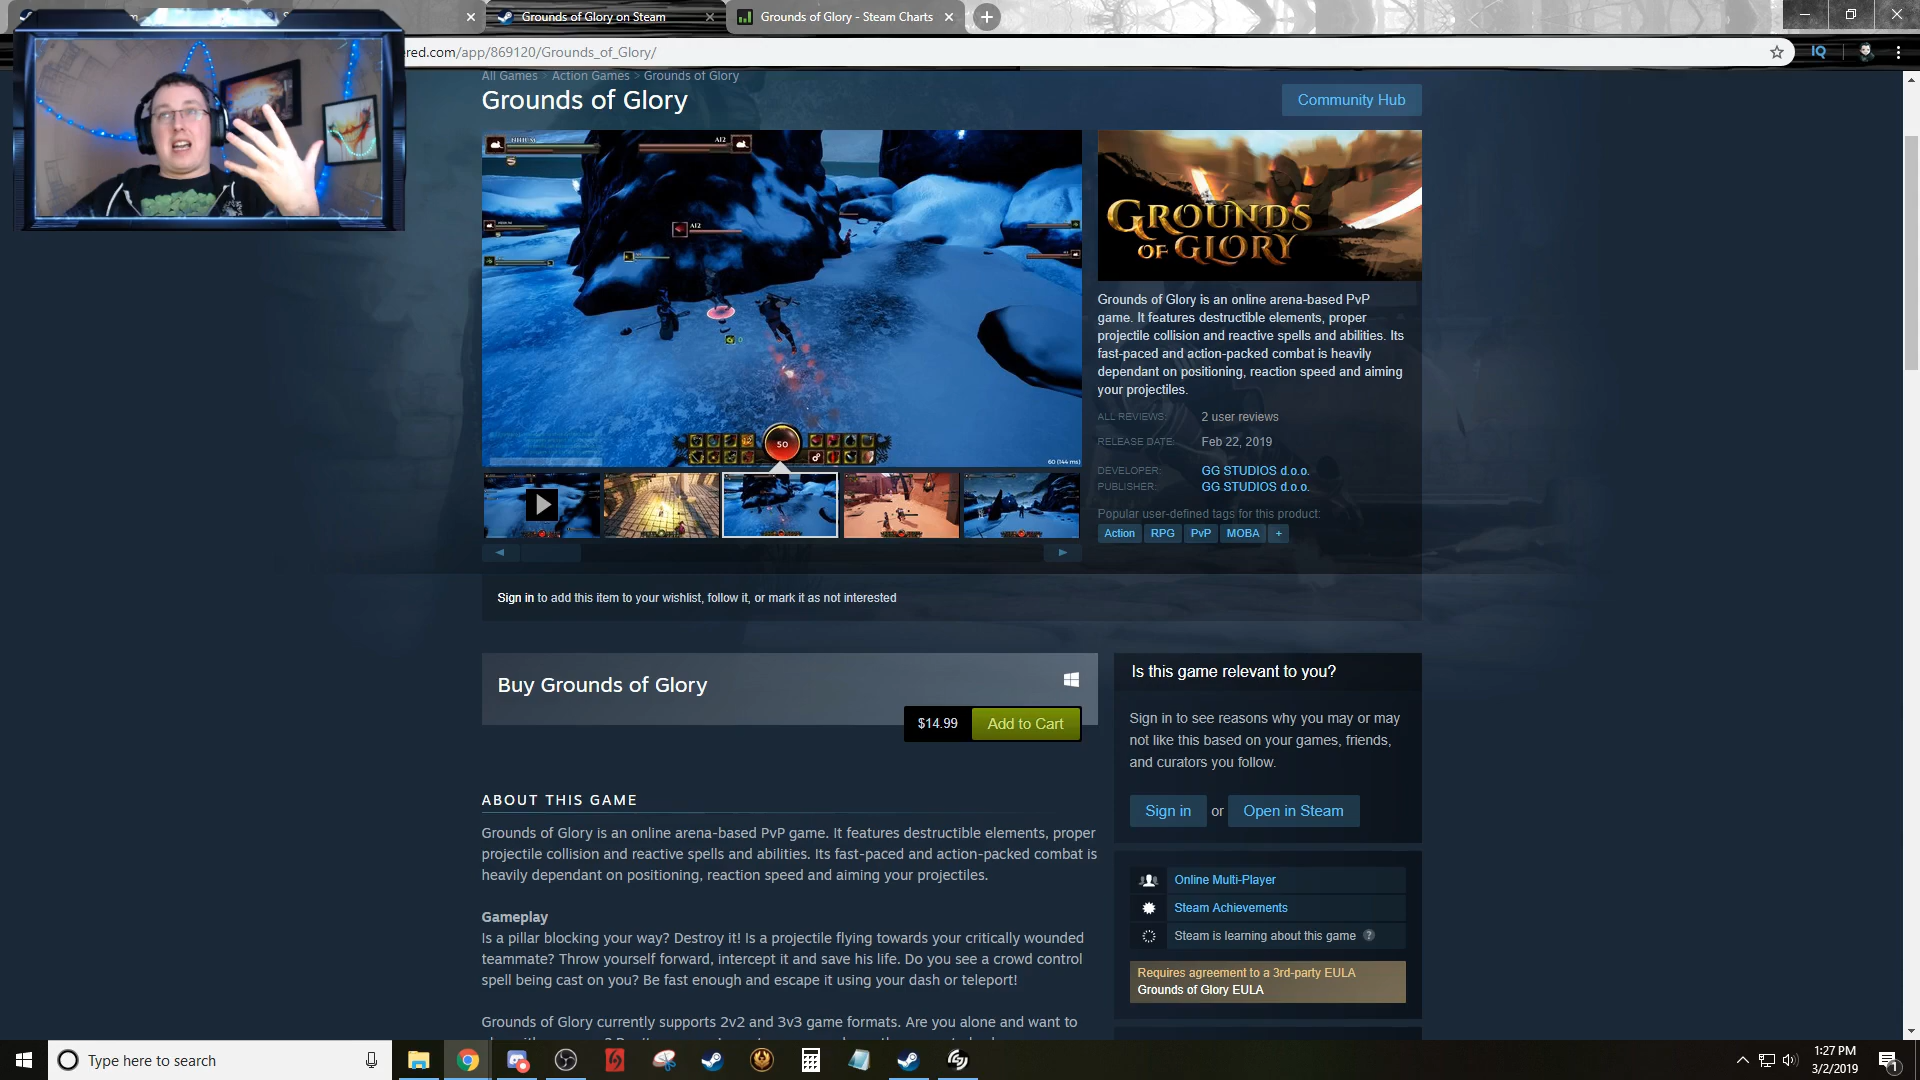 Grounds of Glory on Steam
Grounds of Glory - Steam Charts
ered.com/app/869120/Grounds_of_Glory/
IQ
All Games > Action Games > Grounds of Glory
Grounds of Glory
Community Hub
AI2
AI2
50
60 (144 ms)
GROUNDS
OF GLORY
Grounds of Glory is an online arena-based PvP
game. It features destructible elements, proper
projectile collision and reactive spells and abilities. Its
fast-paced and action-packed combat is heavily
dependant on positioning, reaction speed and aiming
your projectiles.
ALL REVIEWS: 2 user reviews
RELEASE DATE: Feb 22, 2019
DEVELOPER: GG STUDIOS d.o.o.
PUBLISHER: GG STUDIOS d.o.o.
Popular user-defined tags for this product:
Action RPG PvP MOBA +
Sign in to add this item to your wishlist, follow it, or mark it as not interested
Buy Grounds of Glory
$14.99 Add to Cart
Is this game relevant to you?
Sign in to see reasons why you may or may
not like this based on your games, friends,
and curators you follow.
Sign in or Open in Steam
ABOUT THIS GAME
Grounds of Glory is an online arena-based PvP game. It features destructible elements, proper
projectile collision and reactive spells and abilities. Its fast-paced and action-packed combat is
heavily dependant on positioning, reaction speed and aiming your projectiles.
Gameplay
Is a pillar blocking your way? Destroy it! Is a projectile flying towards your critically wounded
teammate? Throw yourself forward, intercept it and save his life. Do you see a crowd control
spell being cast on you? Be fast enough and escape it using your dash or teleport!
Grounds of Glory currently supports 2v2 and 3v3 game formats. Are you alone and want to
Online Multi-Player
Steam Achievements
Steam is learning about this game ?
Requires agreement to a 3rd-party EULA
Grounds of Glory EULA
Type here to search
1:27 PM
3/2/2019
1